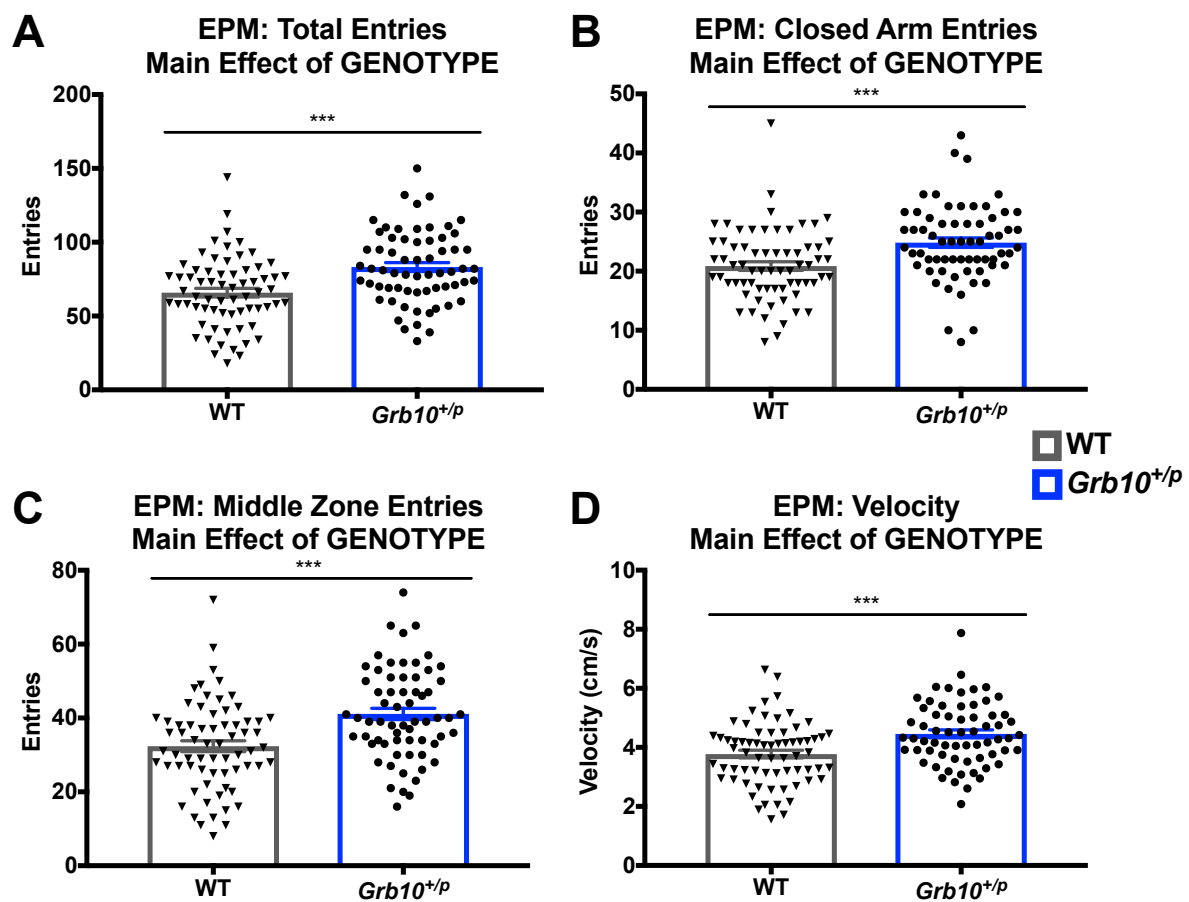 A
EPM: Total Entries
Main Effect of GENOTYPE
200
150
100
50
0
Entries
***
WT
Grb10+/p
B
EPM: Closed Arm Entries
Main Effect of GENOTYPE
50
40
30
20
10
0
Entries
***
WT
Grb10+/p
WT
Grb10+/p
C
EPM: Middle Zone Entries
Main Effect of GENOTYPE
80
60
40
20
0
Entries
***
WT
Grb10+/p
D
EPM: Velocity
Main Effect of GENOTYPE
10
8
6
4
2
0
Velocity (cm/s)
***
WT
Grb10+/p